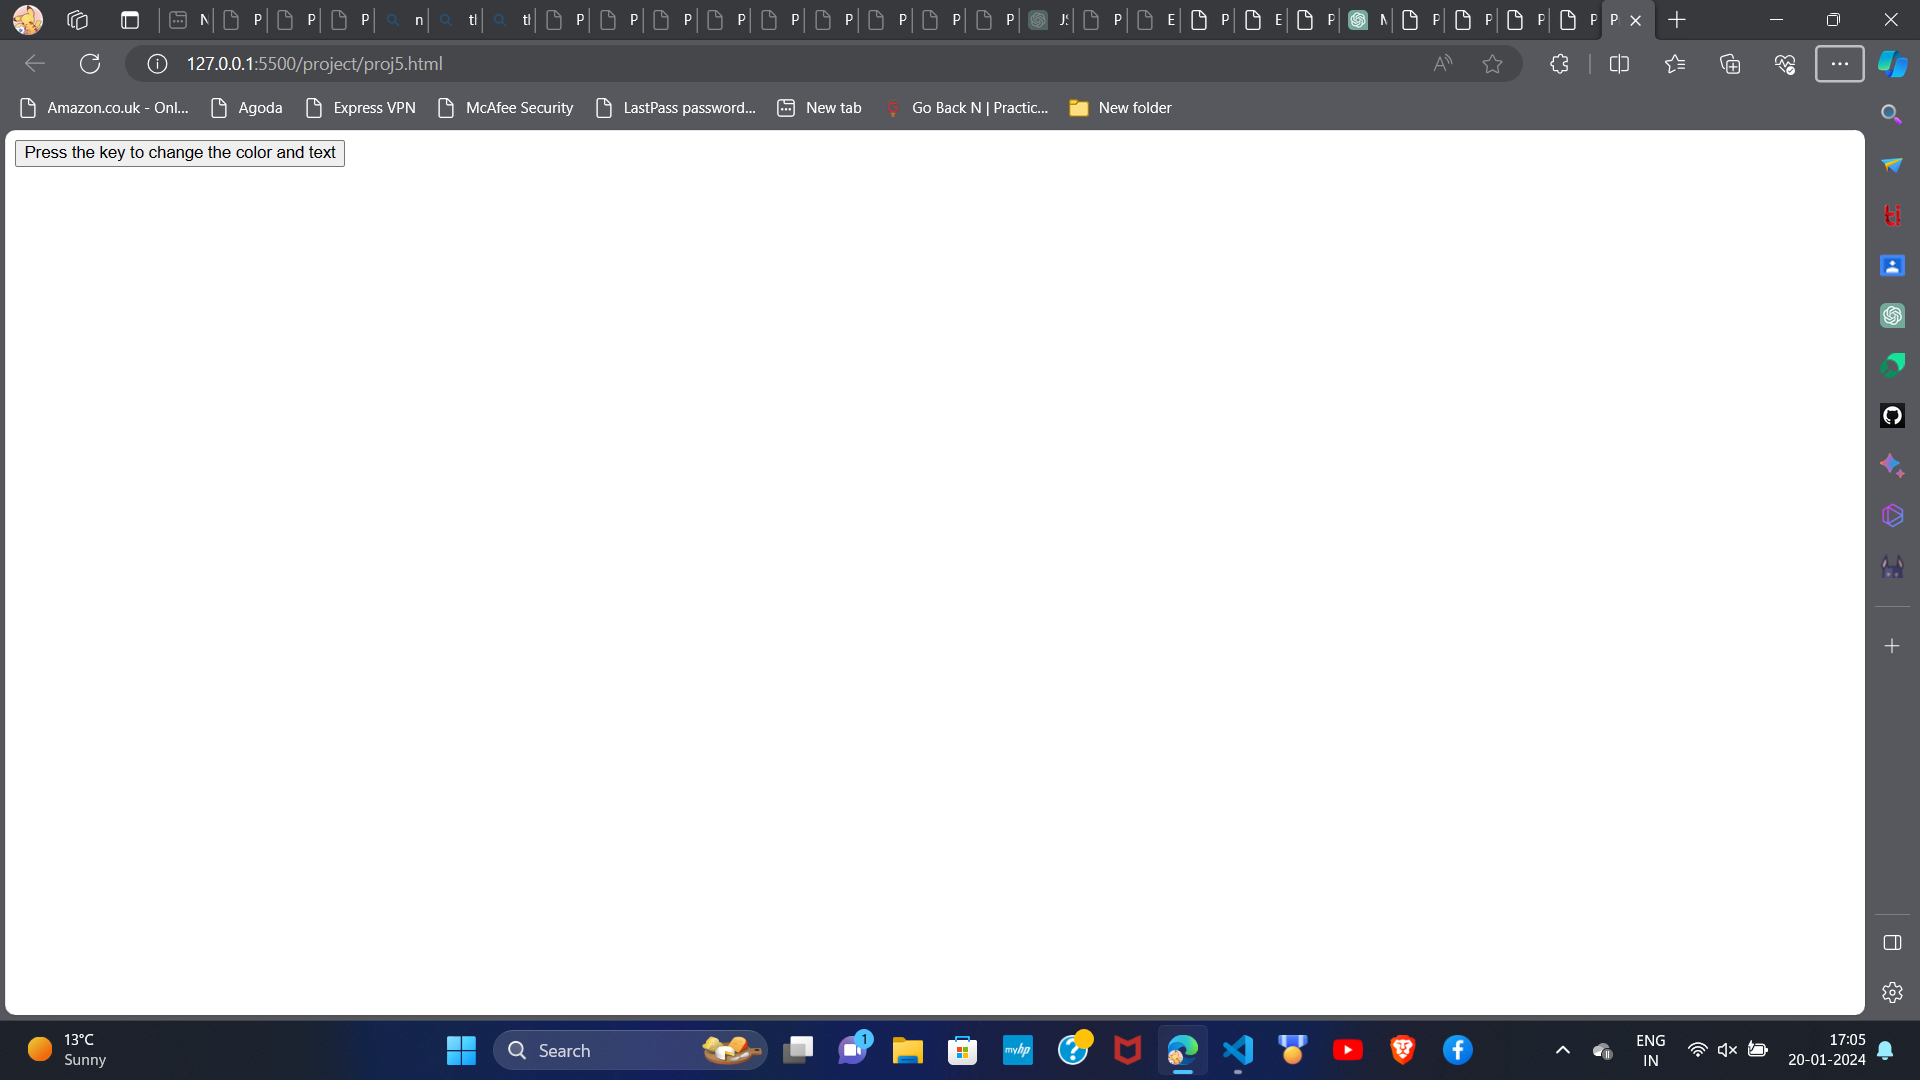 127.0.0.1:5500/project/proj5.html
Amazon.co.uk - Onl... Agoda Express VPN McAfee Security LastPass password... New tab Go Back N | Practic... New folder
Press the key to change the color and text
13°C
Sunny
Search
myhp
1
ENG
IN
17:05
20-01-2024